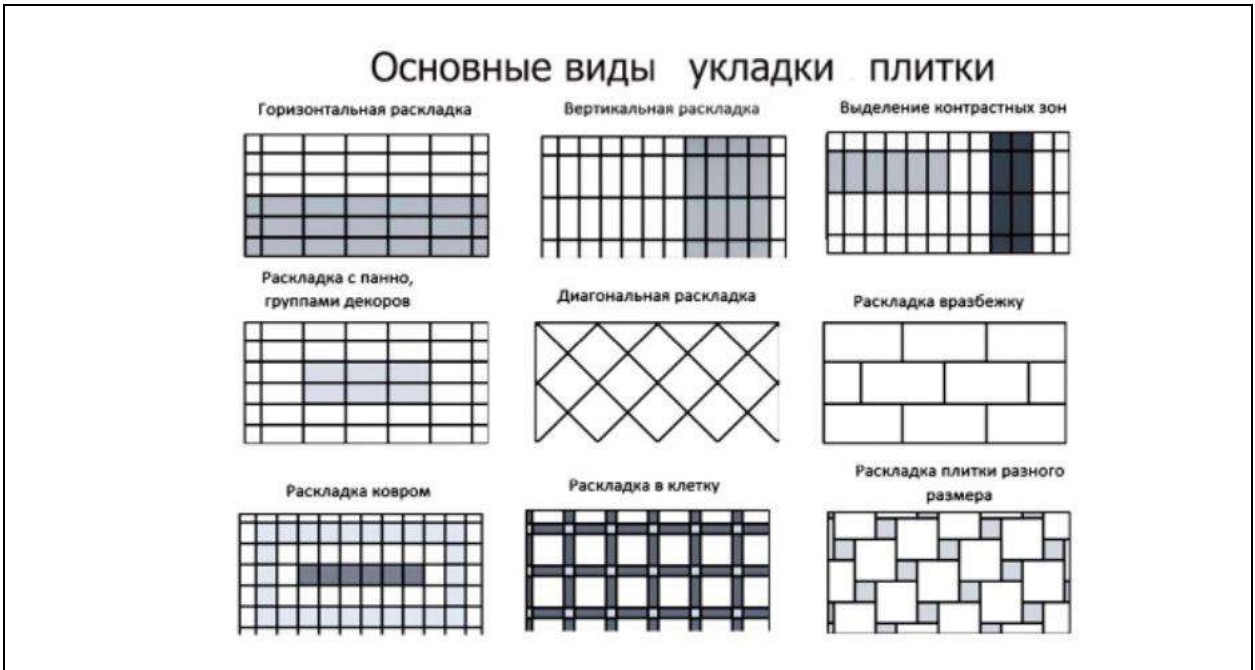 Основные виды укладки плитки
Горизонтальная раскладка
Вертикальная раскладка
Выделение контрастных зон
Раскладка с панно,
группами декоров
Диагональная раскладка
Раскладка вразбежку
Раскладка ковром
Раскладка в клетку
Раскладка плитки разного
размера